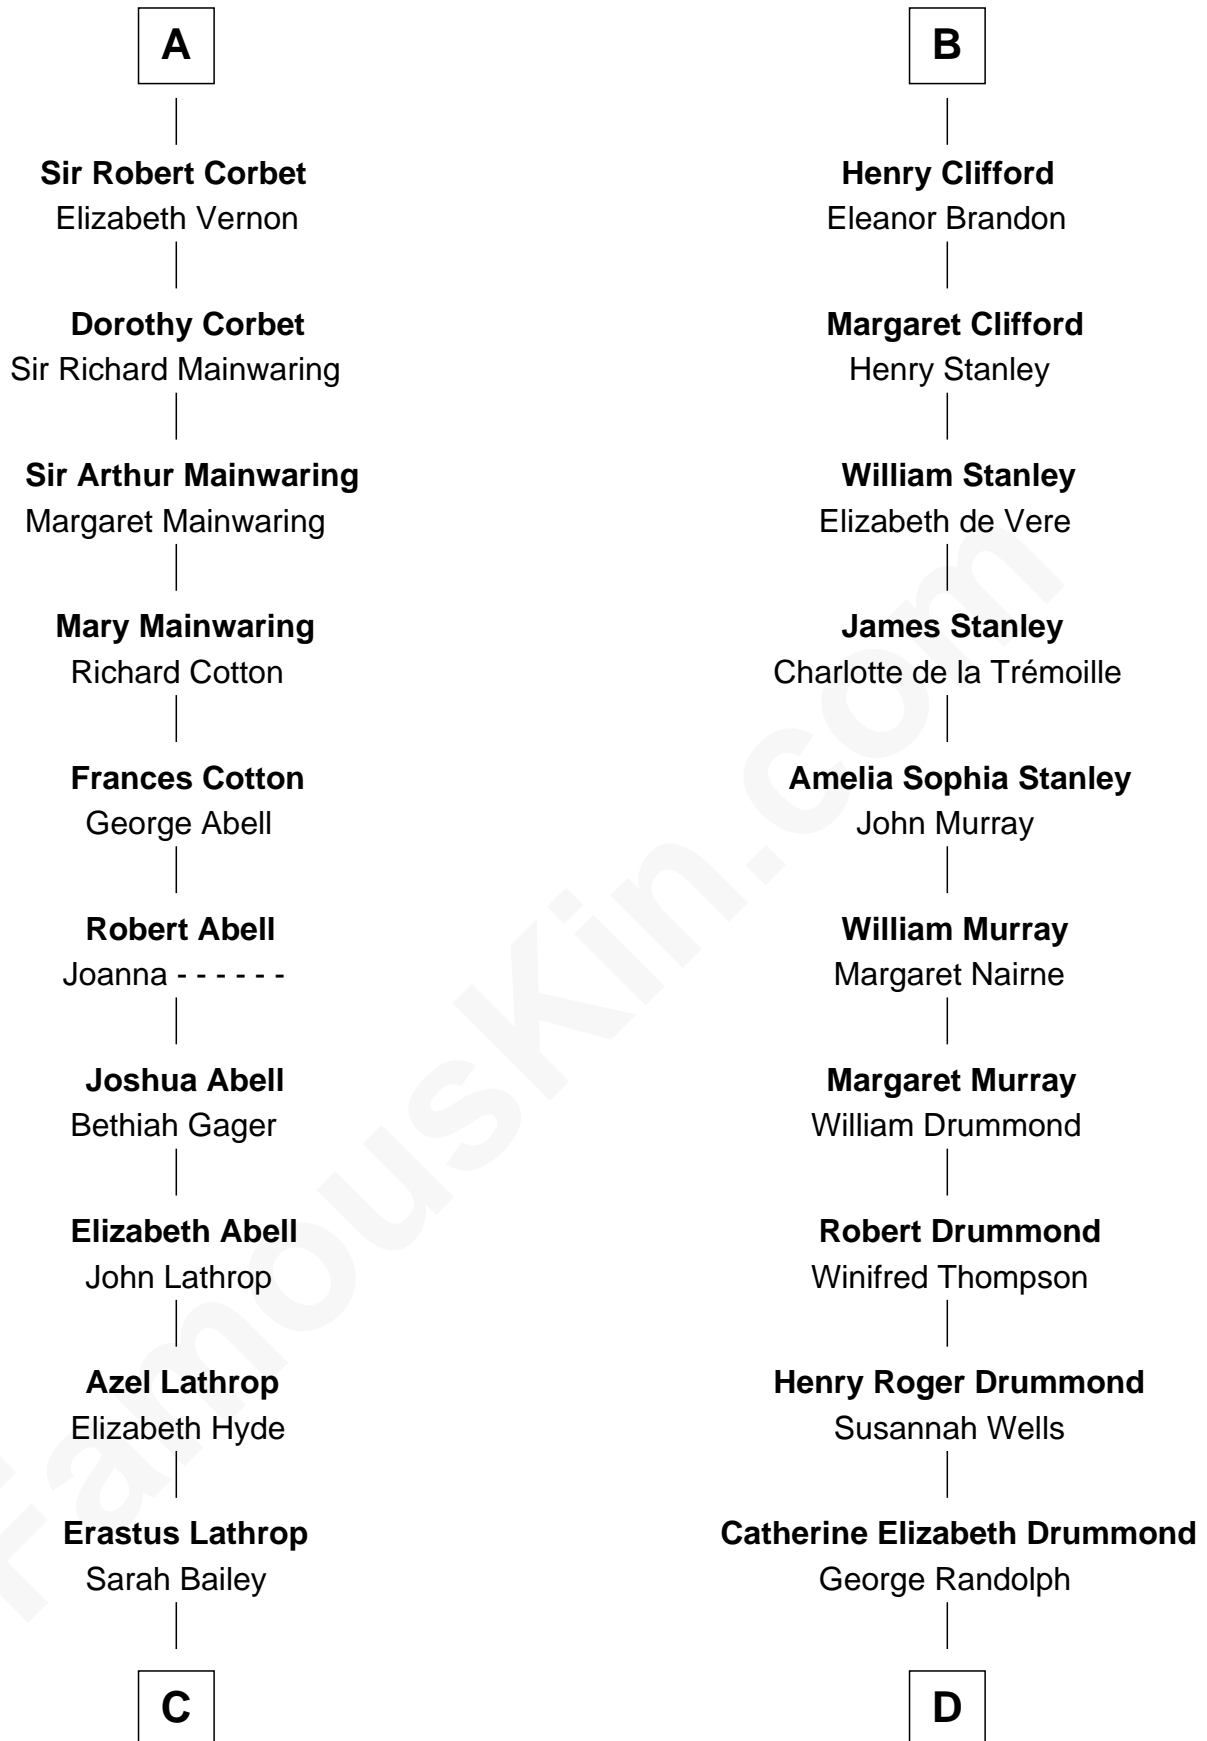 A
Sir Robert Corbet
Elizabeth Vernon
Dorothy Corbet
Sir Richard Mainwaring
Sir Arthur Mainwaring
Margaret Mainwaring
Mary Mainwaring
Richard Cotton
Frances Cotton
George Abell
Robert Abell
Joanna - - - - - -
Joshua Abell
Bethiah Gager
Elizabeth Abell
John Lathrop
Azel Lathrop
Elizabeth Hyde
Erastus Lathrop
Sarah Bailey
C
B
Henry Clifford
Eleanor Brandon
Margaret Clifford
Henry Stanley
William Stanley
Elizabeth de Vere
James Stanley
Charlotte de la Trémoille
Amelia Sophia Stanley
John Murray
William Murray
Margaret Nairne
Margaret Murray
William Drummond
Robert Drummond
Winifred Thompson
Henry Roger Drummond
Susannah Wells
Catherine Elizabeth Drummond
George Randolph
D
FamousKin.com